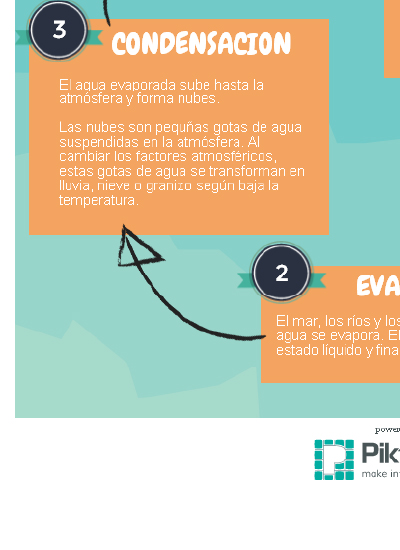 3
CONDENSACION
El agua evaporada sube hasta la
atmósfera y forma nubes.
Las nubes son pequñas gotas de agua
suspendidas en la atmósfera. Al
cambiar los factores atmosféricos,
estas gotas de agua se transforman en
lluvia, nieve o granizo según baja la
temperatura.
2
EVA
El mar, los ríos y los
agua se evapora. El
estado líquido y fina
power
Pik
make in